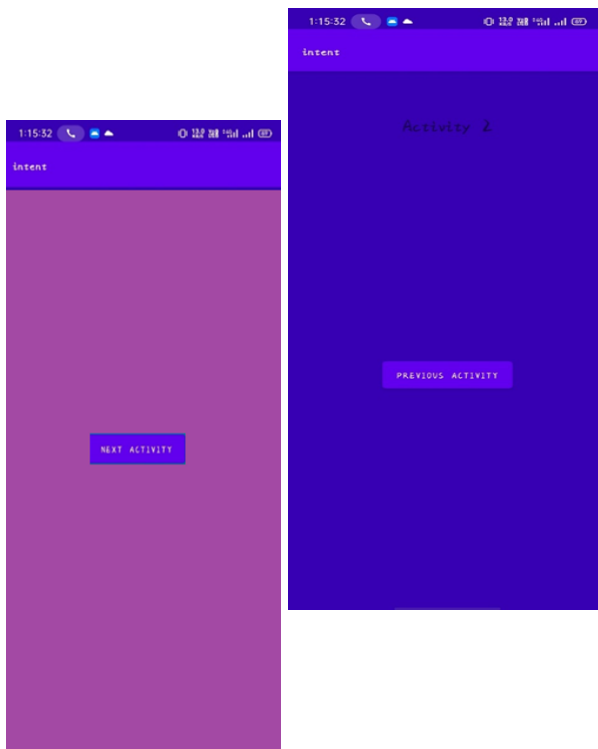 1:15:32
intent
NEXT ACTIVITY
1:15:32
intent
Activity 2
PREVIOUS ACTIVITY